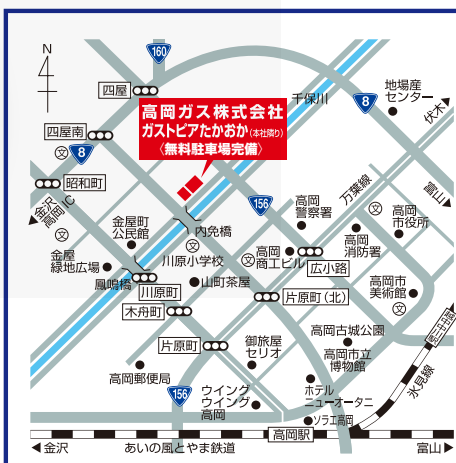 N
160
四屋
千保川
地場産
センター
8
伏木
高岡ガス株式会社
ガストピアたかおか(本社隣り)
〈無料駐車場完備〉
四屋南
文
8
昭和町
富山
金沢
高岡IC
文
156
万葉線
文
高岡
警察署
高岡
市役所
金屋町
公民館
内免橋
文
高岡
消防署
金屋
緑地広場
川原小学校
文
高岡
商工ビル
広小路
鳳鳴橋
川原町
山町茶屋
高岡市
美術館
文
木舟町
片原町(北)
高岡古城公園
片原町
御旅屋
セリオ
高岡市立
博物館
氷見線
高岡郵便局
156
ウイング
ウイング
高岡
ホテル
ニューオータニ
ソラエ高岡
高岡駅
金沢
あいの風とやま鉄道
富山